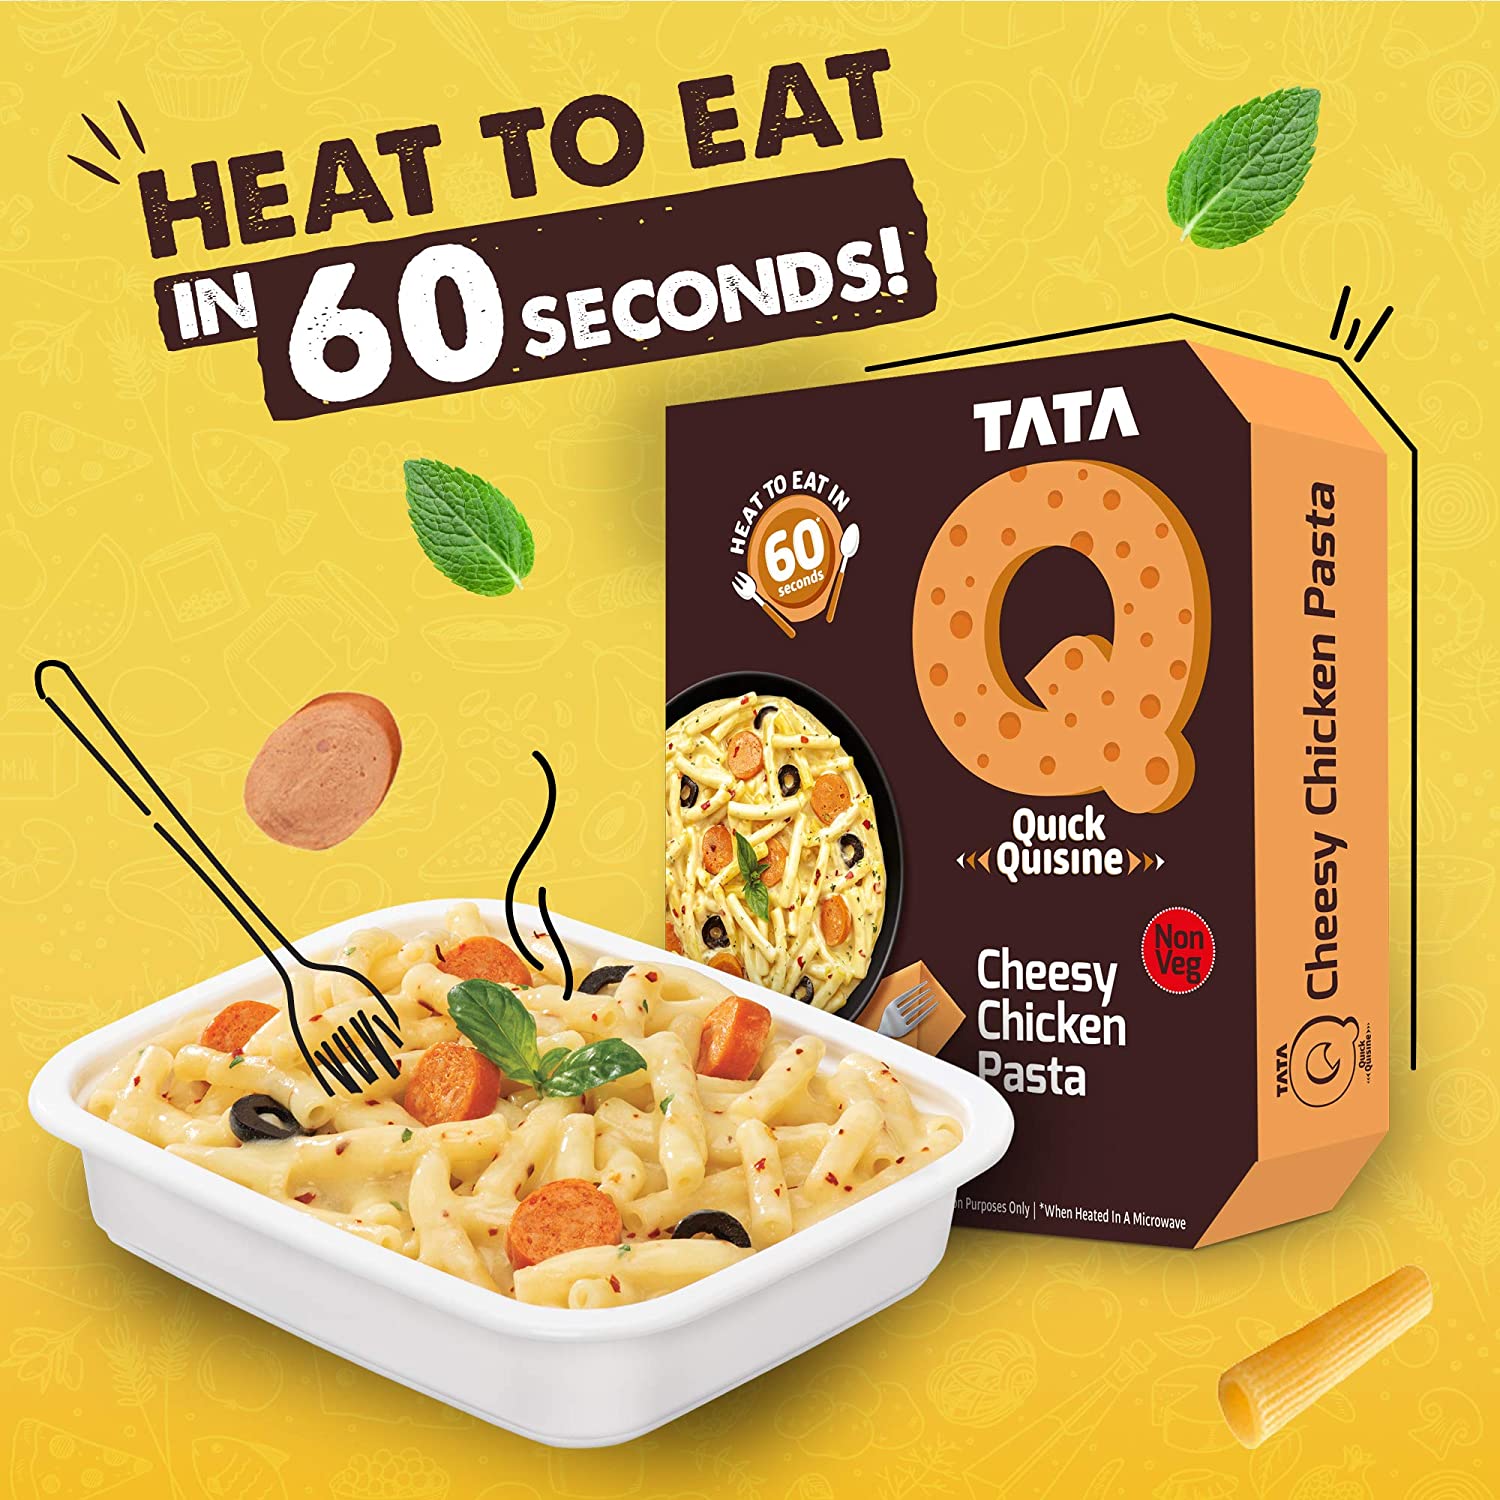 HEAT TO EAT
IN 60 SECONDS!
TATA
HEAT TO EAT IN
60*
seconds
Quick
Quisine
Non
Veg
Cheesy
Chicken
Pasta
Purposes Only | *When Heated In A Microwave
Cheesy Chicken Pasta
TATA
Quick
Quisine
MilK